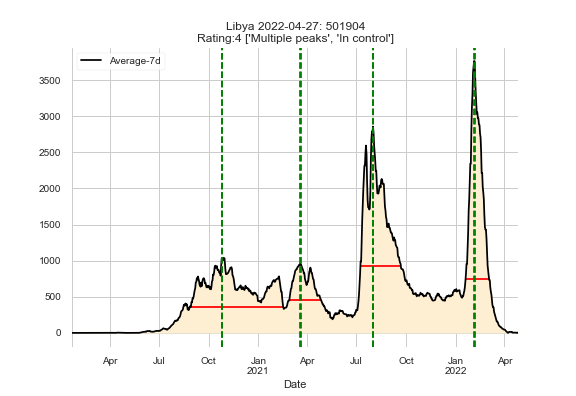 Libya 2022-04-27: 501904
Rating:4 ['Multiple peaks', 'In control']
Average-7d
3500
3000
2500
2000
1500
1000
500
0
Apr Jul Oct Jan Apr Jul Oct Jan Apr
2021 2022
Date